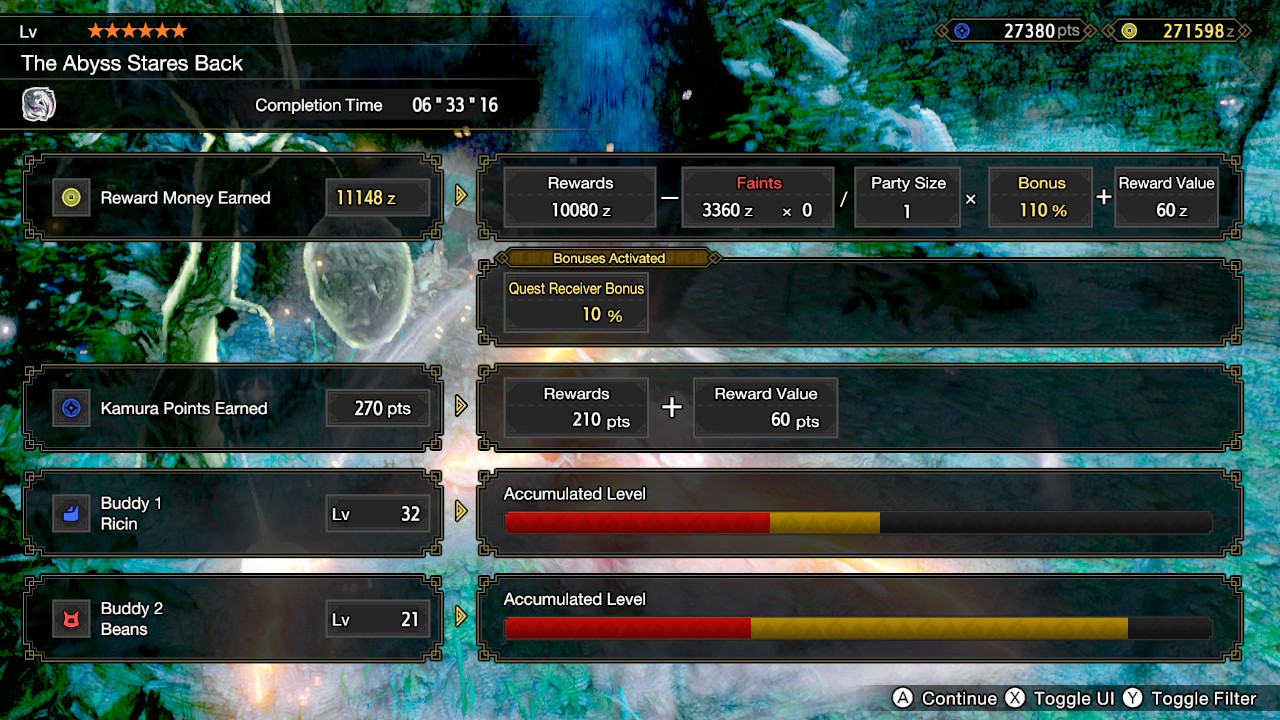 Lv ★★★★★★
27380 pts 271598 z
The Abyss Stares Back
Completion Time 06 " 33 " 16
Reward Money Earned 11148 z
Rewards
10080 z
—
Faints
3360 z × 0
/
Party Size
1
×
Bonus
110 %
+
Reward Value
60 z
Bonuses Activated
Quest Receiver Bonus
10 %
Kamura Points Earned 270 pts
Rewards
210 pts
+
Reward Value
60 pts
Buddy 1
Ricin
Lv 32
Accumulated Level
Buddy 2
Beans
Lv 21
Accumulated Level
A Continue X Toggle UI Y Toggle Filter